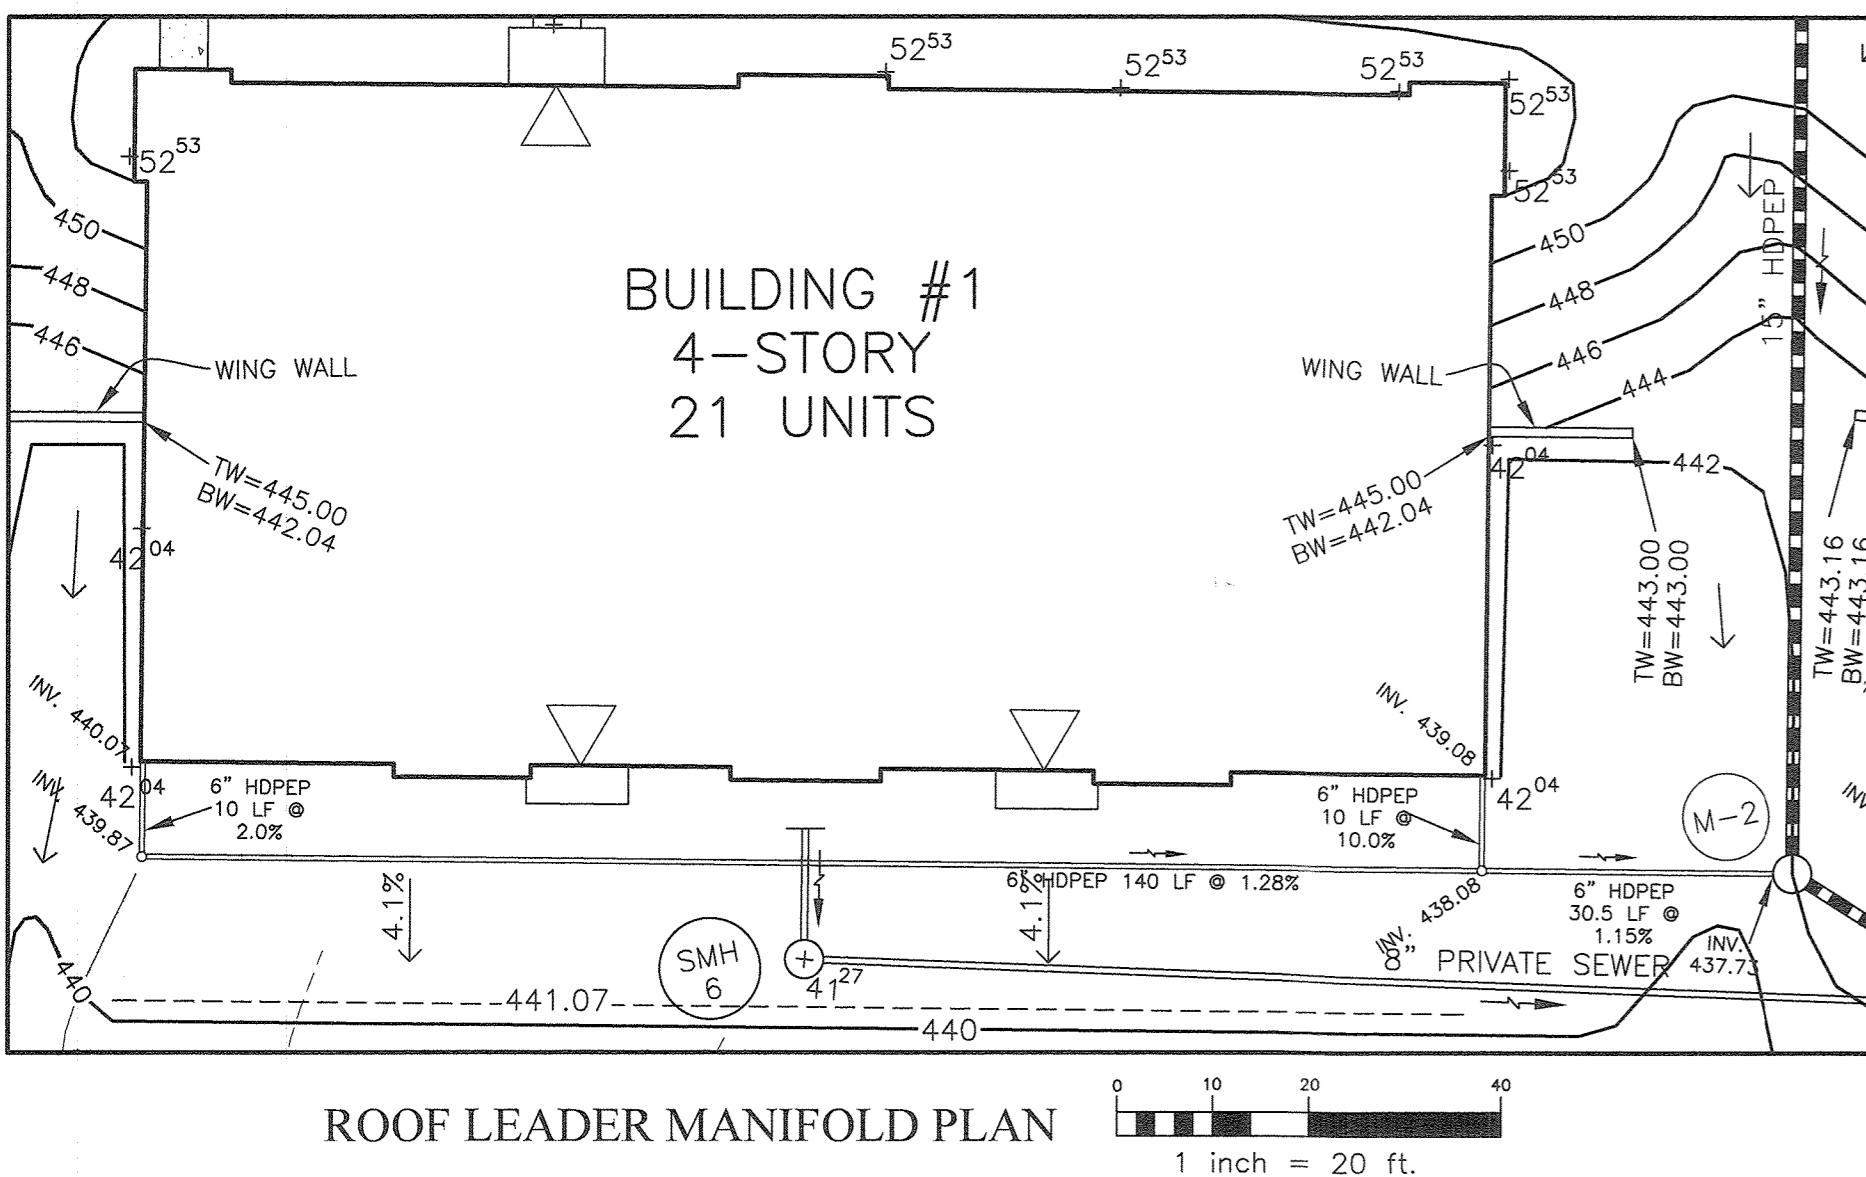 52⁵³
52⁵³
52⁵³
52⁵³
52⁵³
52⁵³
450
448
446
WING WALL
TW=445.00
BW=442.04
42⁰⁴
BUILDING #1
4-STORY
21 UNITS
450
448
446
444
442
WING WALL
42⁰⁴
TW=445.00
BW=442.04
15" HDPEP
TW=443.00
BW=443.00
TW=443.16
BW=443.16
INV. 440.07
INV. 439.87
42⁰⁴
6" HDPEP
10 LF @
2.0%
INV. 439.08
6" HDPEP
10 LF @
10.0%
42⁰⁴
M-2
4.1%
4.1%
6" HDPEP 140 LF @ 1.28%
INV. 438.08
6" HDPEP
30.5 LF @
1.15%
INV.
437.73
SMH
6
41²⁷
8" PRIVATE SEWER
440
441.07
440
ROOF LEADER MANIFOLD PLAN
0 10 20 40
1 inch = 20 ft.